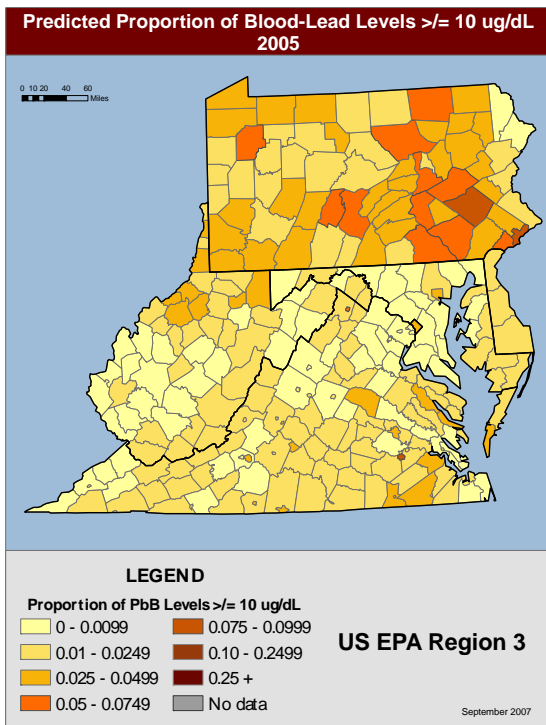 Predicted Proportion of Blood-Lead Levels >/= 10 ug/dL
2005
0 10 20 40 60
Miles
LEGEND
Proportion of PbB Levels >/= 10 ug/dL
0 - 0.0099
0.01 - 0.0249
0.025 - 0.0499
0.05 - 0.0749
0.075 - 0.0999
0.10 - 0.2499
0.25 +
No data
US EPA Region 3
September 2007